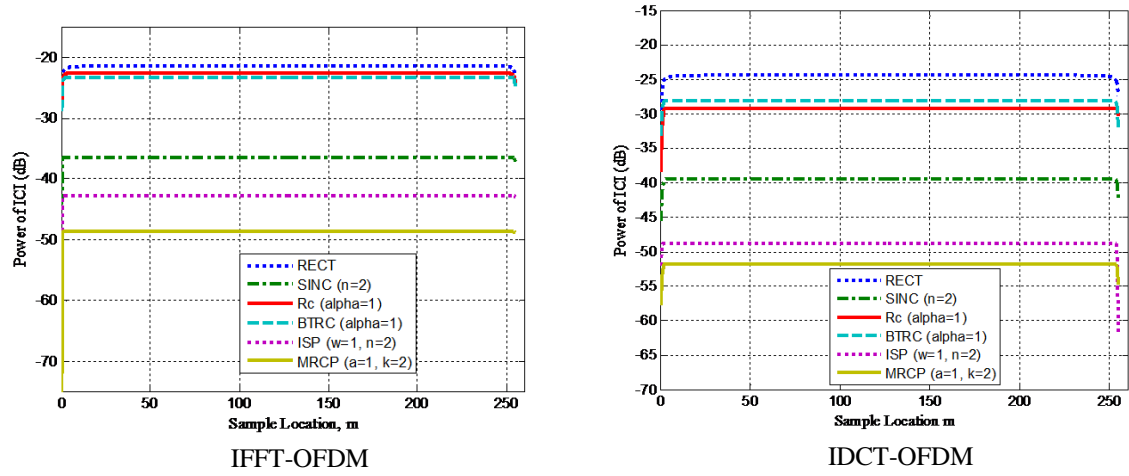 -20
-30
-40
-50
-60
-70
0
50
100
150
200
250
Power of ICI (dB)
Sample Location, m
RECT
SINC (n=2)
Rc (alpha=1)
BTRC (alpha=1)
ISP (w=1, n=2)
MRCP (a=1, k=2)
IFFT-OFDM
-15
-20
-25
-30
-35
-40
-45
-50
-55
-60
-65
-70
0
50
100
150
200
250
Power of ICI (dB)
Sample Location m
RECT
SINC (n=2)
Rc (alpha=1)
BTRC (alpha=1)
ISP (w=1, n=2)
MRCP (a=1, k=2)
IDCT-OFDM